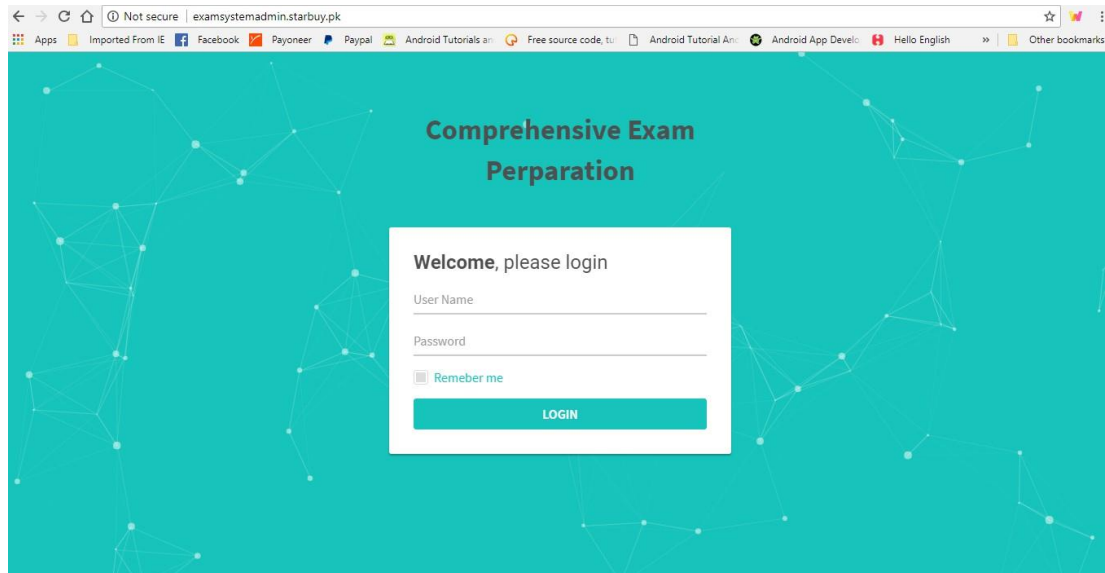 Not secure | examsystemadmin.starbuy.pk
Apps Imported From IE Facebook Payoneer Paypal Android Tutorials an Free source code, tu Android Tutorial And Android App Develo Hello English » Other bookmarks
Comprehensive Exam
Perparation
Welcome, please login
User Name
Password
Remeber me
LOGIN